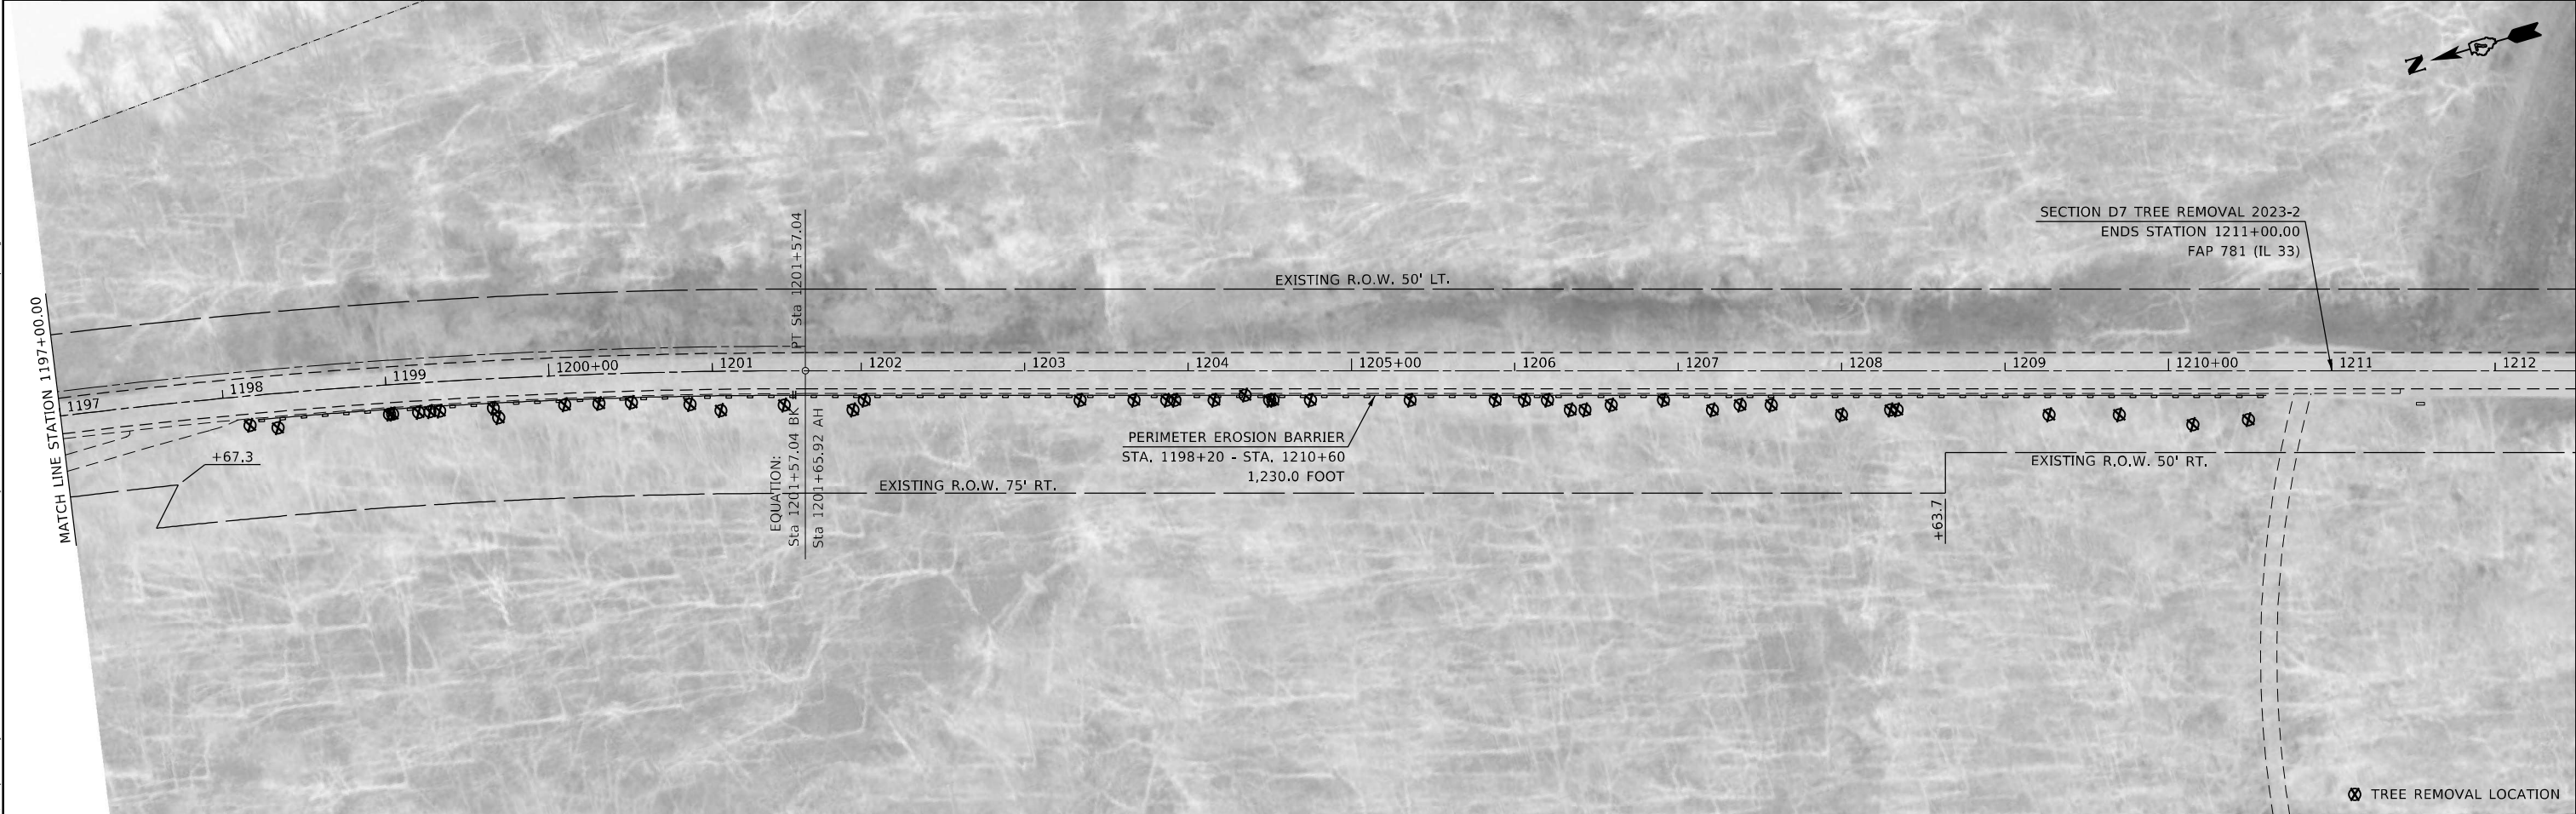 N
SECTION D7 TREE REMOVAL 2023-2
ENDS STATION 1211+00.00
FAP 781 (IL 33)
EXISTING R.O.W. 50' LT.
PT Sta 1201+57.04
MATCH LINE STATION 1197+00.00
1197
1198
1199
1200+00
1201
1202
1203
1204
1205+00
1206
1207
1208
1209
1210+00
1211
1212
PERIMETER EROSION BARRIER
STA. 1198+20 - STA. 1210+60
1,230.0 FOOT
+67.3
EXISTING R.O.W. 75' RT.
EXISTING R.O.W. 50' RT.
EQUATION:
Sta 1201+57.04 BK =
Sta 1201+65.92 AH
+63.7
TREE REMOVAL LOCATION